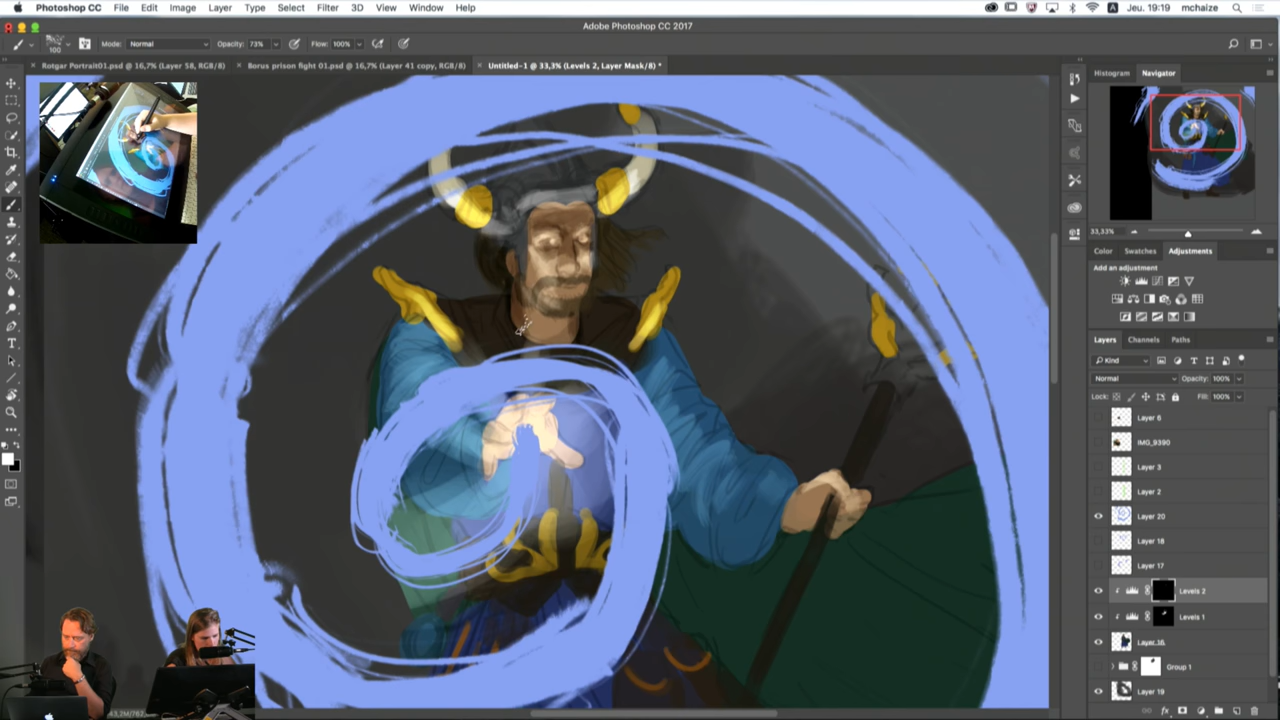 Photoshop CC File Edit Image Layer Type Select Filter 3D View Window Help Jeu. 19:19 mchaize
Adobe Photoshop CC 2017
100 Mode: Normal Opacity: 73% Flow: 100%
Rotgar Portrait01.psd @ 16,7% (Layer 58, RGB/8) Borus prison fight 01.psd @ 16,7% (Layer 41 copy, RGB/8) Untitled-1 @ 33,3% (Levels 2, Layer Mask/8) *
Histogram Navigator
33,33%
Color Swatches Adjustments
Add an adjustment
Layers Channels Paths
Kind
Normal Opacity: 100%
Lock: Fill: 100%
Layer 6
IMG_9390
Layer 3
Layer 2
Layer 20
Layer 18
Layer 17
Levels 2
Levels 1
Layer 16
Group 1
Layer 19